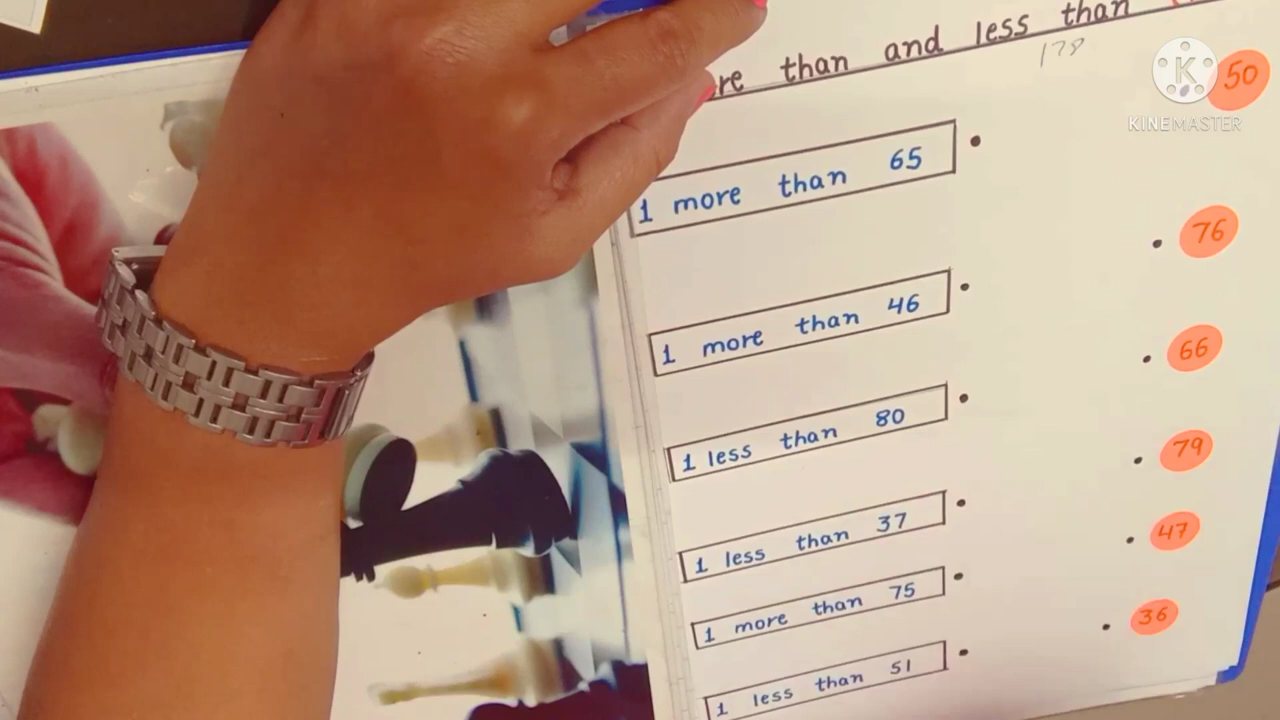 re than and less than
178
K
KINEMASTER
50
1 more than 65
76
1 more than 46
66
1 less than 80
79
1 less than 37
47
1 more than 75
36
1 less than 51